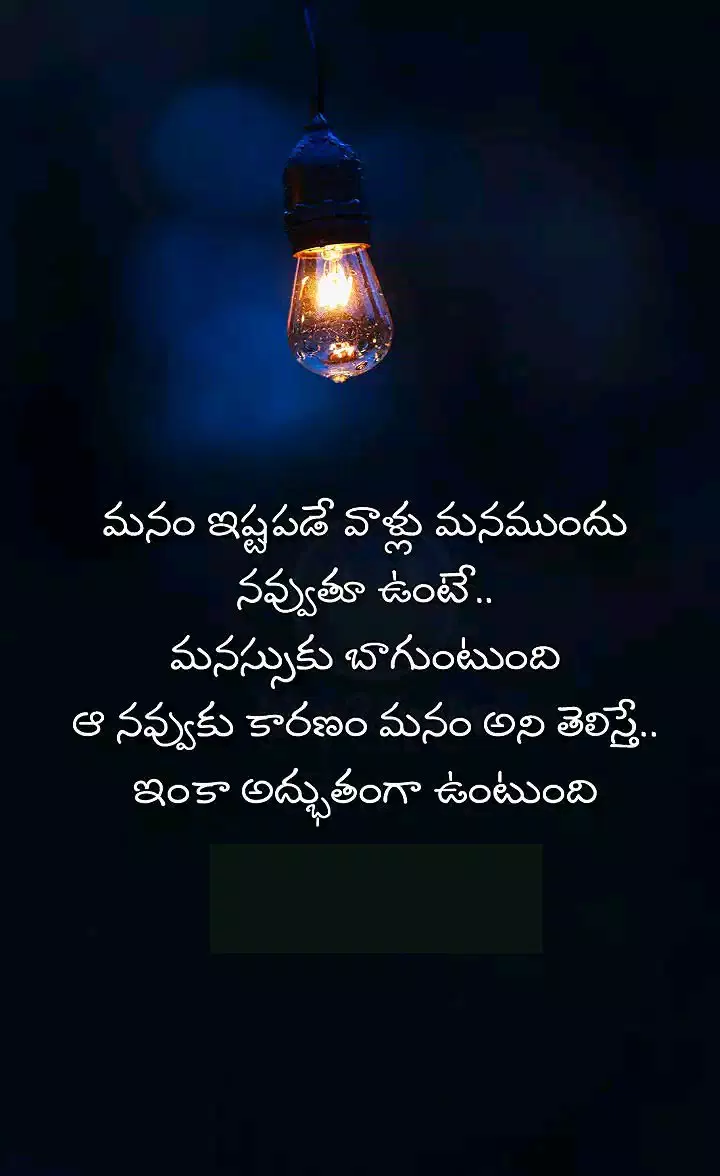 మనం ఇష్టపడే వాళ్లు మనముందు
నవ్వుతూ ఉంటే..
మనస్సుకు బాగుంటుంది
ఆ నవ్వుకు కారణం మనం అని తెలిస్తే..
ఇంకా అద్భుతంగా ఉంటుంది